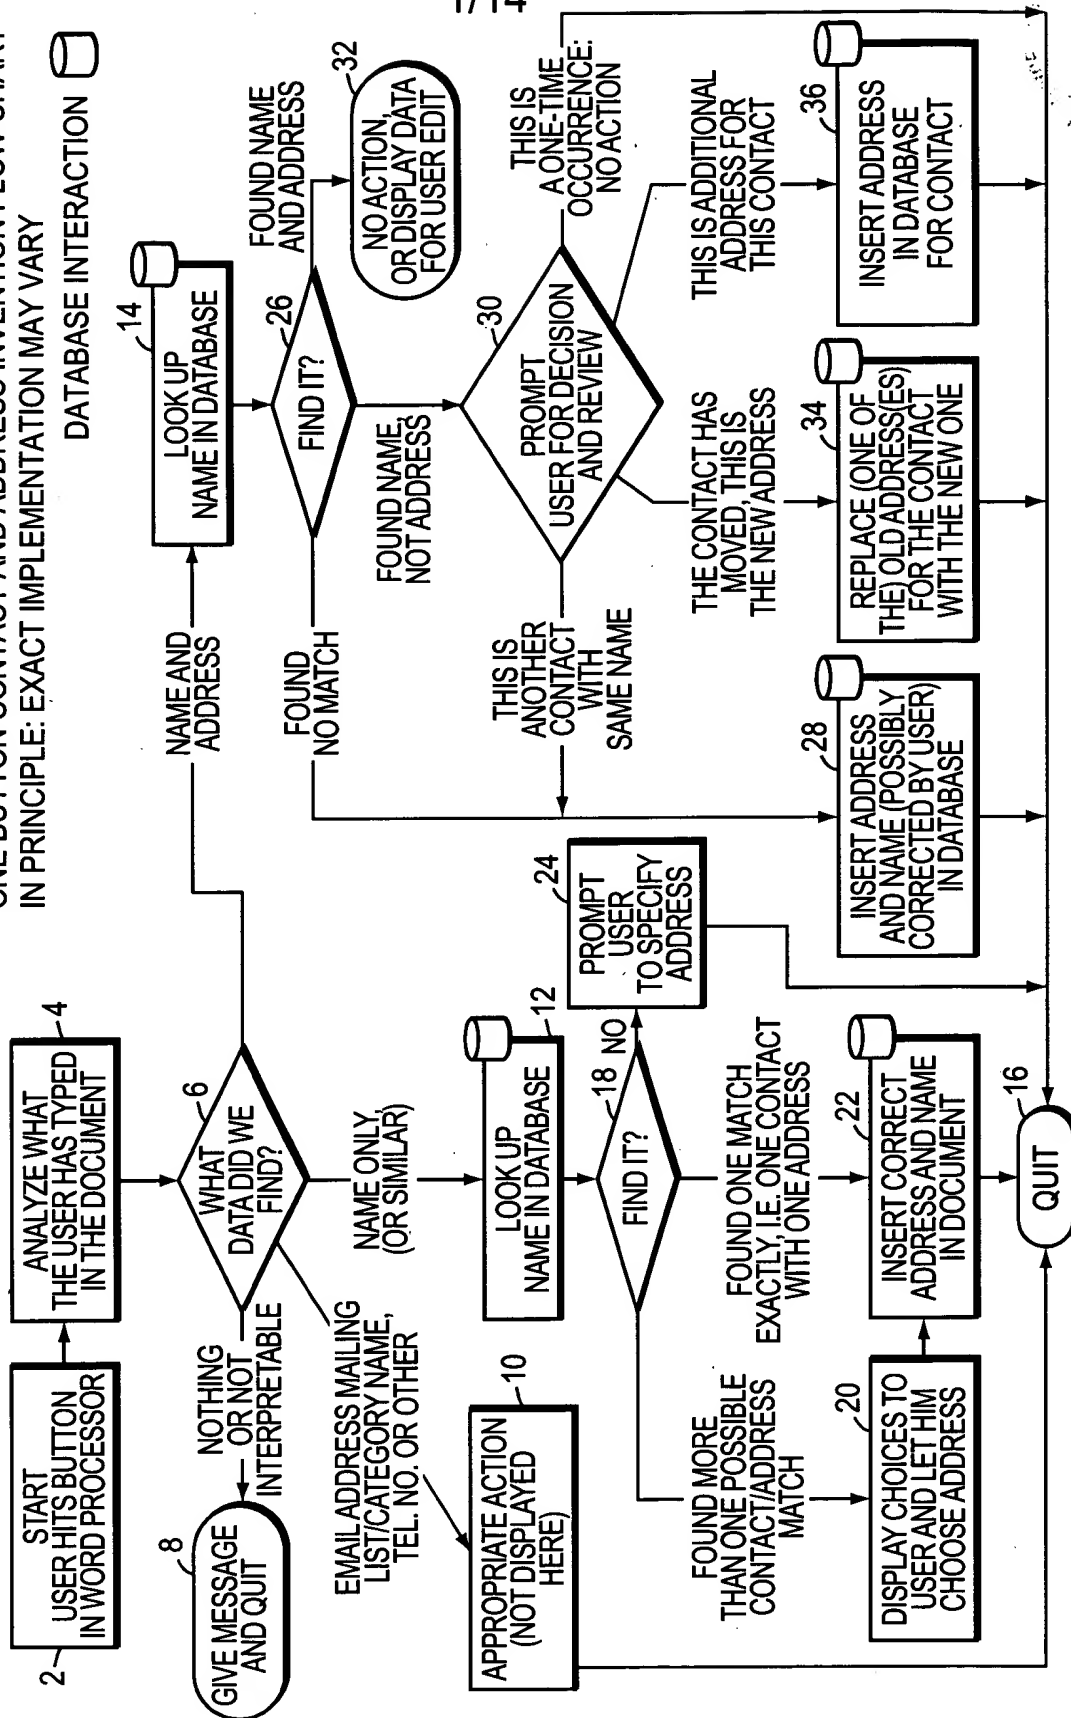 1/14
ONE BUTTON CONTACT AND ADDRESS INVENTION FLOW CHART
IN PRINCIPLE: EXACT IMPLEMENTATION MAY VARY
DATABASE INTERACTION
2
START
USER HITS BUTTON
IN WORD PROCESSOR
4
ANALYZE WHAT
THE USER HAS TYPED
IN THE DOCUMENT
6
WHAT
DATA DID WE
FIND?
NOTHING
OR NOT
INTERPRETABLE
8
GIVE MESSAGE
AND QUIT
EMAIL ADDRESS MAILING
LIST/CATEGORY NAME,
TEL. NO. OR OTHER
10
APPROPRIATE ACTION
(NOT DISPLAYED
HERE)
NAME ONLY,
(OR SIMILAR)
12
LOOK UP
NAME IN DATABASE
18
FIND IT?
NO
24
PROMPT
USER
TO SPECIFY
ADDRESS
FOUND MORE
THAN ONE POSSIBLE
CONTACT/ADDRESS
MATCH
20
DISPLAY CHOICES TO
USER AND LET HIM
CHOOSE ADDRESS
FOUND ONE MATCH
EXACTLY, I.E. ONE CONTACT
WITH ONE ADDRESS
22
INSERT CORRECT
ADDRESS AND NAME
IN DOCUMENT
16
QUIT
NAME AND
ADDRESS
14
LOOK UP
NAME IN DATABASE
26
FIND IT?
FOUND
NO MATCH
FOUND NAME
AND ADDRESS
32
NO ACTION,
OR DISPLAY DATA
FOR USER EDIT
FOUND NAME,
NOT ADDRESS
30
PROMPT
USER FOR DECISION
AND REVIEW
THIS IS
ANOTHER
CONTACT
WITH
SAME NAME
THE CONTACT HAS
MOVED, THIS IS
THE NEW ADDRESS
THIS IS ADDITIONAL
ADDRESS FOR
THIS CONTACT
THIS IS
A ONE-TIME
OCCURRENCE:
NO ACTION
28
INSERT ADDRESS
AND NAME (POSSIBLY
CORRECTED BY USER)
IN DATABASE
34
REPLACE (ONE OF
THE) OLD ADDRESS(ES)
FOR THE CONTACT
WITH THE NEW ONE
36
INSERT ADDRESS
IN DATABASE
FOR CONTACT